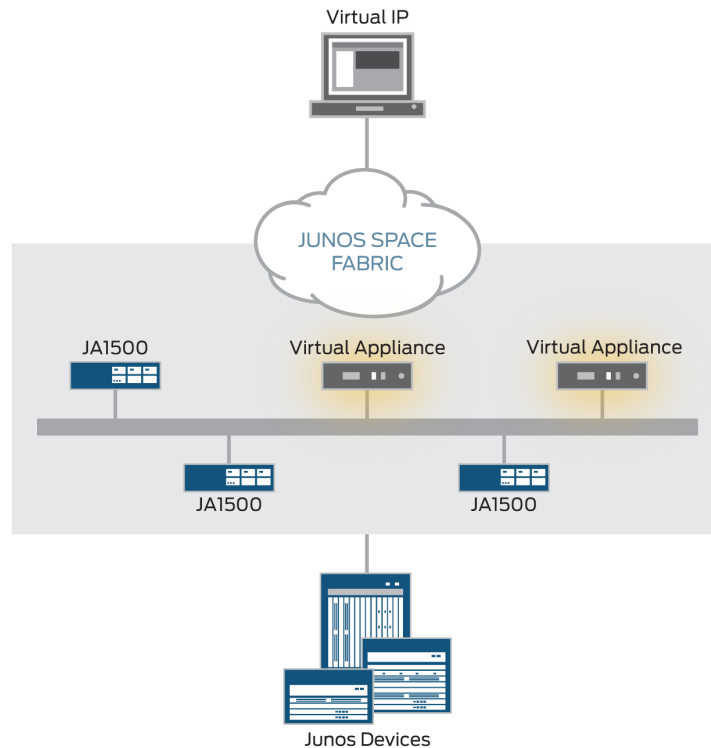 Virtual IP
JUNOS SPACE
FABRIC
JA1500
Virtual Appliance
Virtual Appliance
JA1500
JA1500
Junos Devices